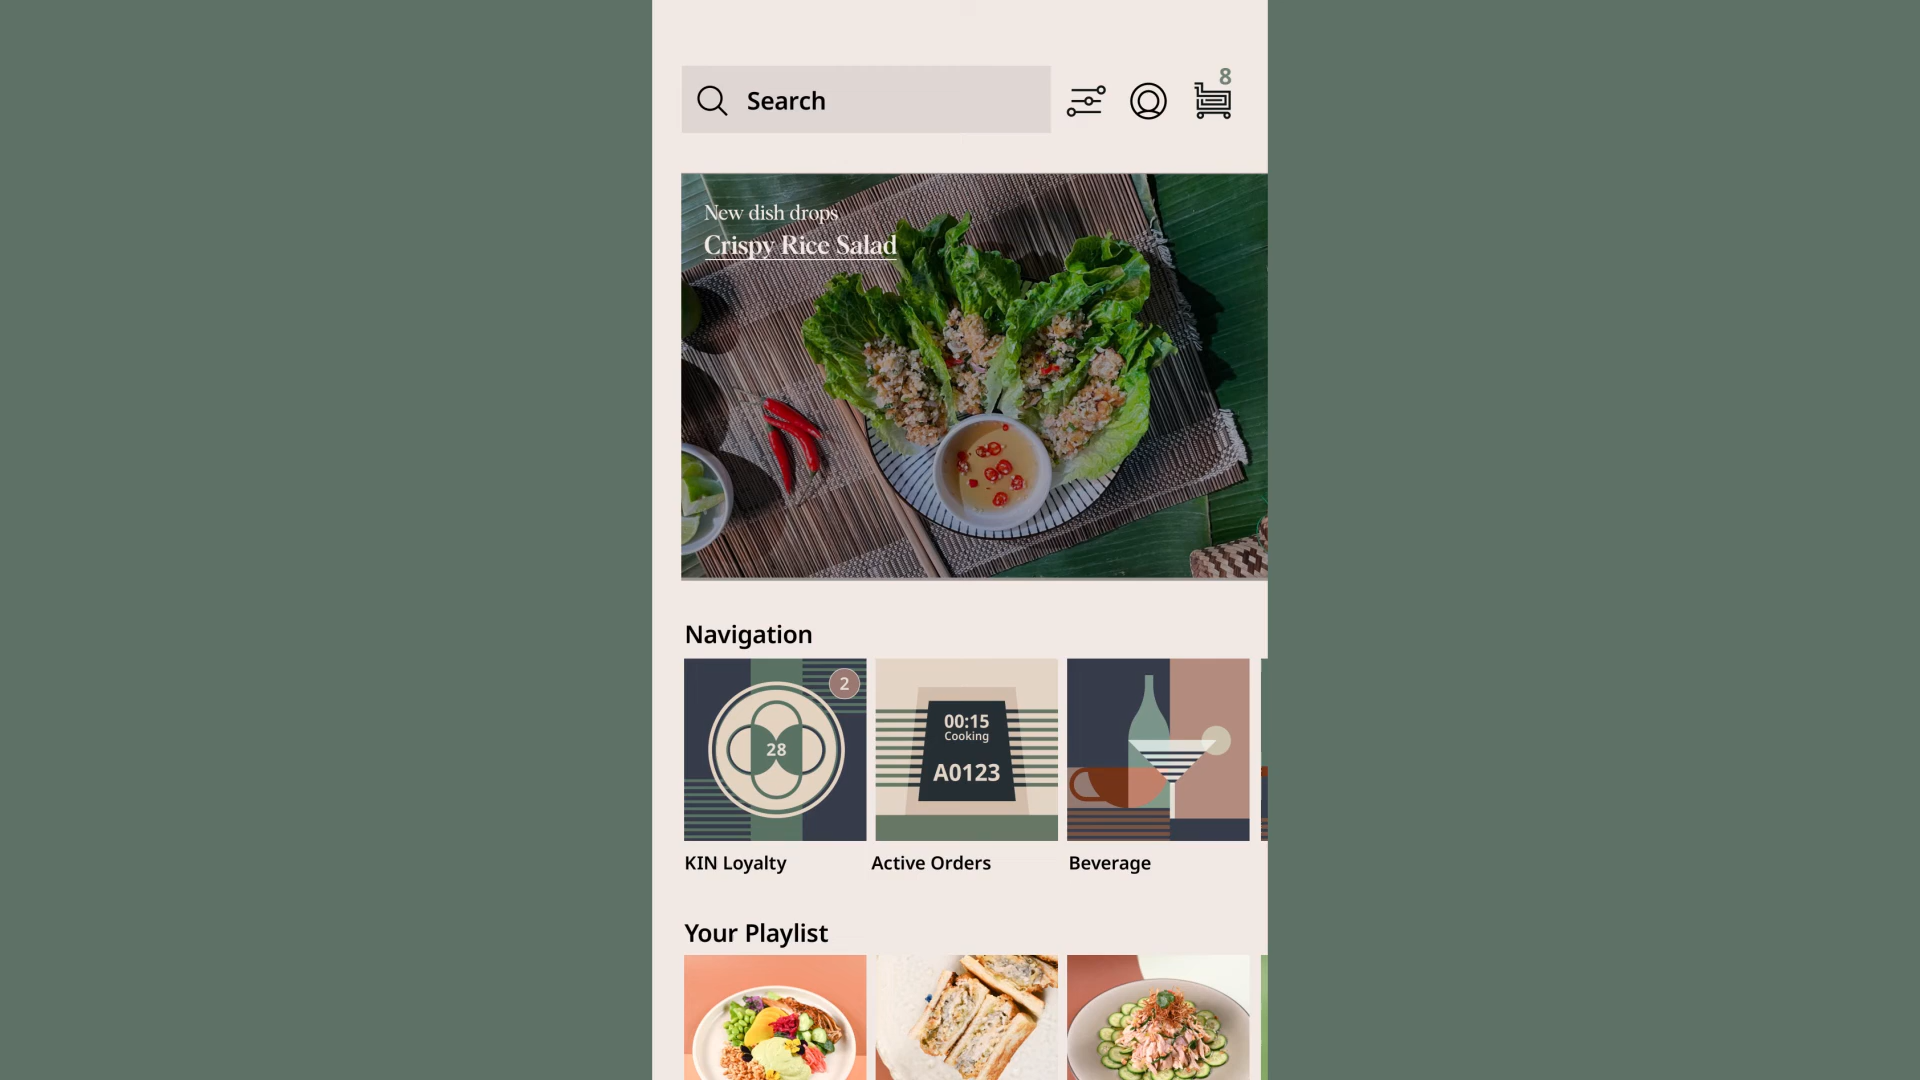 8
Search
New dish drops
Crispy Rice Salad
Navigation
2
28
00:15
Cooking
A0123
KIN Loyalty
Active Orders
Beverage
Your Playlist